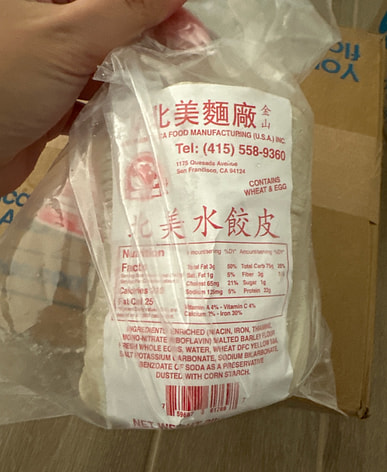 北美麵廠 金山
FOOD MANUFACTURING (U.S.A.) INC
Tel: (415) 558-9360
1175 Quesada Avenue
San Francisco, CA 94124
CONTAINS
WHEAT & EGG
北美水餃皮
Nutrition
Facts
Calories
Fat Cal 25
Total Fat 3g
Sat. Fat 1g 5%
Cholest 65mg 21%
Sodium
Total Carb
Fiber 3g
Sugar 1g
Protein
Vitamin A 4% - Vitamin C 4%
Calcium 1% - Iron 20%
INGREDIENTS: ENRICHED (NIACIN, IRON, THIAMINE,
MONO-NITRATE RIBOFLAVIN) MALTED BARLEY FLOUR
FRESH WHOLE EGGS, WATER, WHEAT
SALT POTASSIUM CARBONATE, SODIUM BICARBONATE,
BENZOATE OF SODA AS A PRESERVATIVE
DUSTED WITH CORN STARCH.
NET